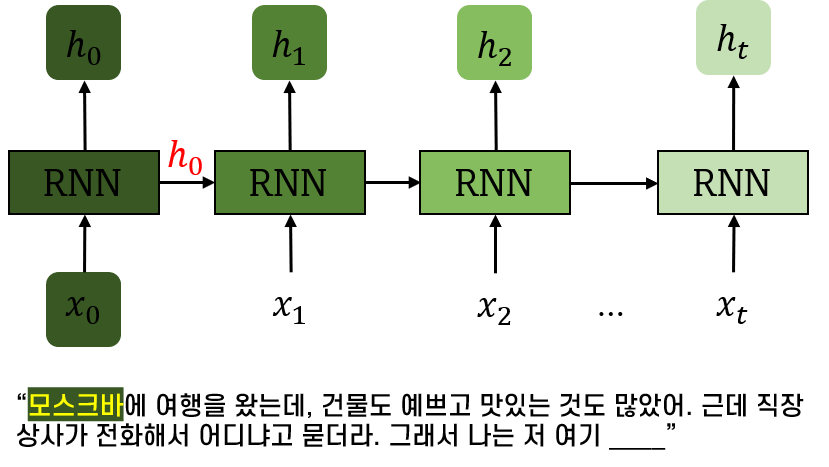 h₀ h₁ h₂ hₜ
RNN h₀ RNN RNN RNN
x₀ x₁ x₂ ... xₜ
“모스크바에 여행을 왔는데, 건물도 예쁘고 맛있는 것도 많았어. 근데 직장
상사가 전화해서 어디냐고 묻더라. 그래서 나는 저 여기 ____”